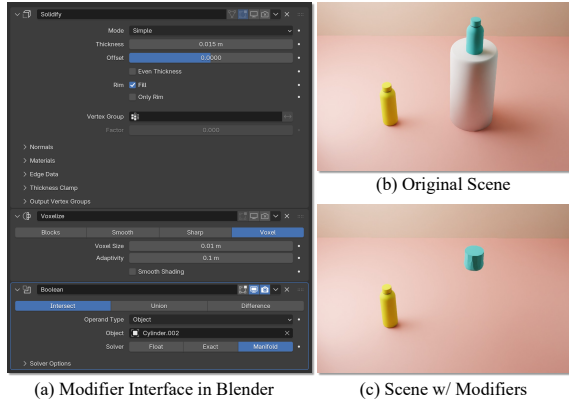 Solidify
Mode Simple
Thickness 0.015 m
Offset 0.0000
Even Thickness
Rim Fill
Only Rim
Vertex Group
Factor 0.000
Normals
Materials
Edge Data
Thickness Clamp
Output Vertex Groups
Voxelize
Blocks Smooth Sharp Voxel
Voxel Size 0.01 m
Adaptivity 0.1 m
Smooth Shading
Boolean
Intersect Union Difference
Operand Type Object
Object Cylinder.002
Solver Float Exact Manifold
Solver Options
(a) Modifier Interface in Blender
(b) Original Scene
(c) Scene w/ Modifiers